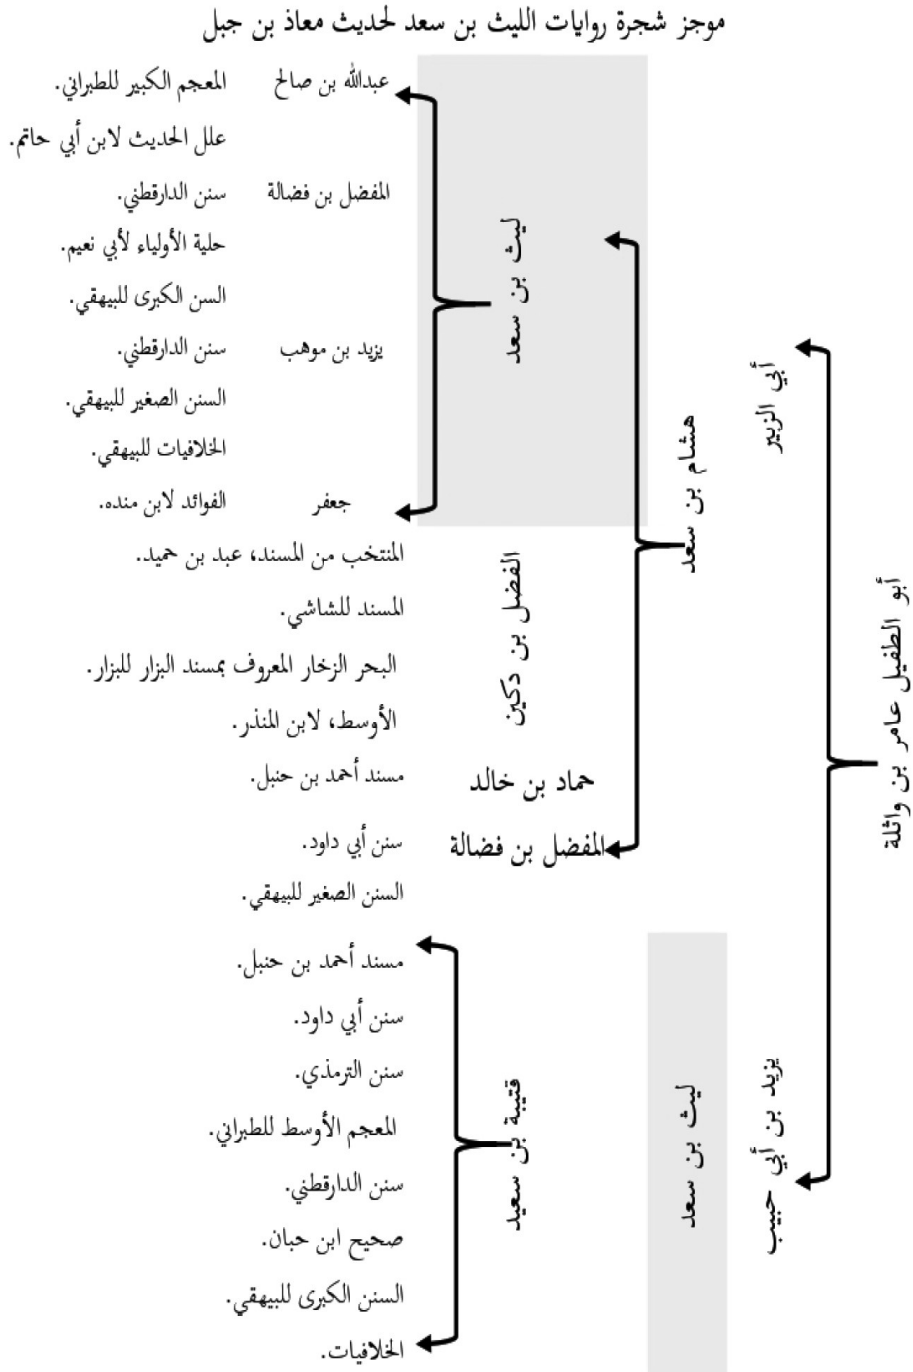 موجز شجرة روايات الليث بن سعد لحديث معاذ بن جبل
أبو الطفيل عامر بن واثلة
أبي الزبير
هشام بن سعد
ليث بن سعد
عبدالله بن صالح المعجم الكبير للطبراني.
علل الحديث لابن أبي حاتم.
المفضل بن فضالة سنن الدارقطني.
حلية الأولياء لأبي نعيم.
السن الكبرى للبيهقي.
يزيد بن موهب سنن الدارقطني.
السنن الصغير للبيهقي.
الخلافيات للبيهقي.
جعفر الفوائد لابن منده.
الفضل بن دكين
المنتخب من المسند، عبد بن حميد.
المسند للشاشي.
البحر الزخار المعروف بمسند البزار للبزار.
الأوسط، لابن المنذر.
حماد بن خالد مسند أحمد بن حنبل.
المفضل بن فضالة سنن أبي داود.
السنن الصغير للبيهقي.
يزيد بن أبي حبيب
ليث بن سعد
قتيبة بن سعيد
مسند أحمد بن حنبل.
سنن أبي داود.
سنن الترمذي.
المعجم الأوسط للطبراني.
سنن الدارقطني.
صحيح ابن حبان.
السنن الكبرى للبيهقي.
الخلافيات.